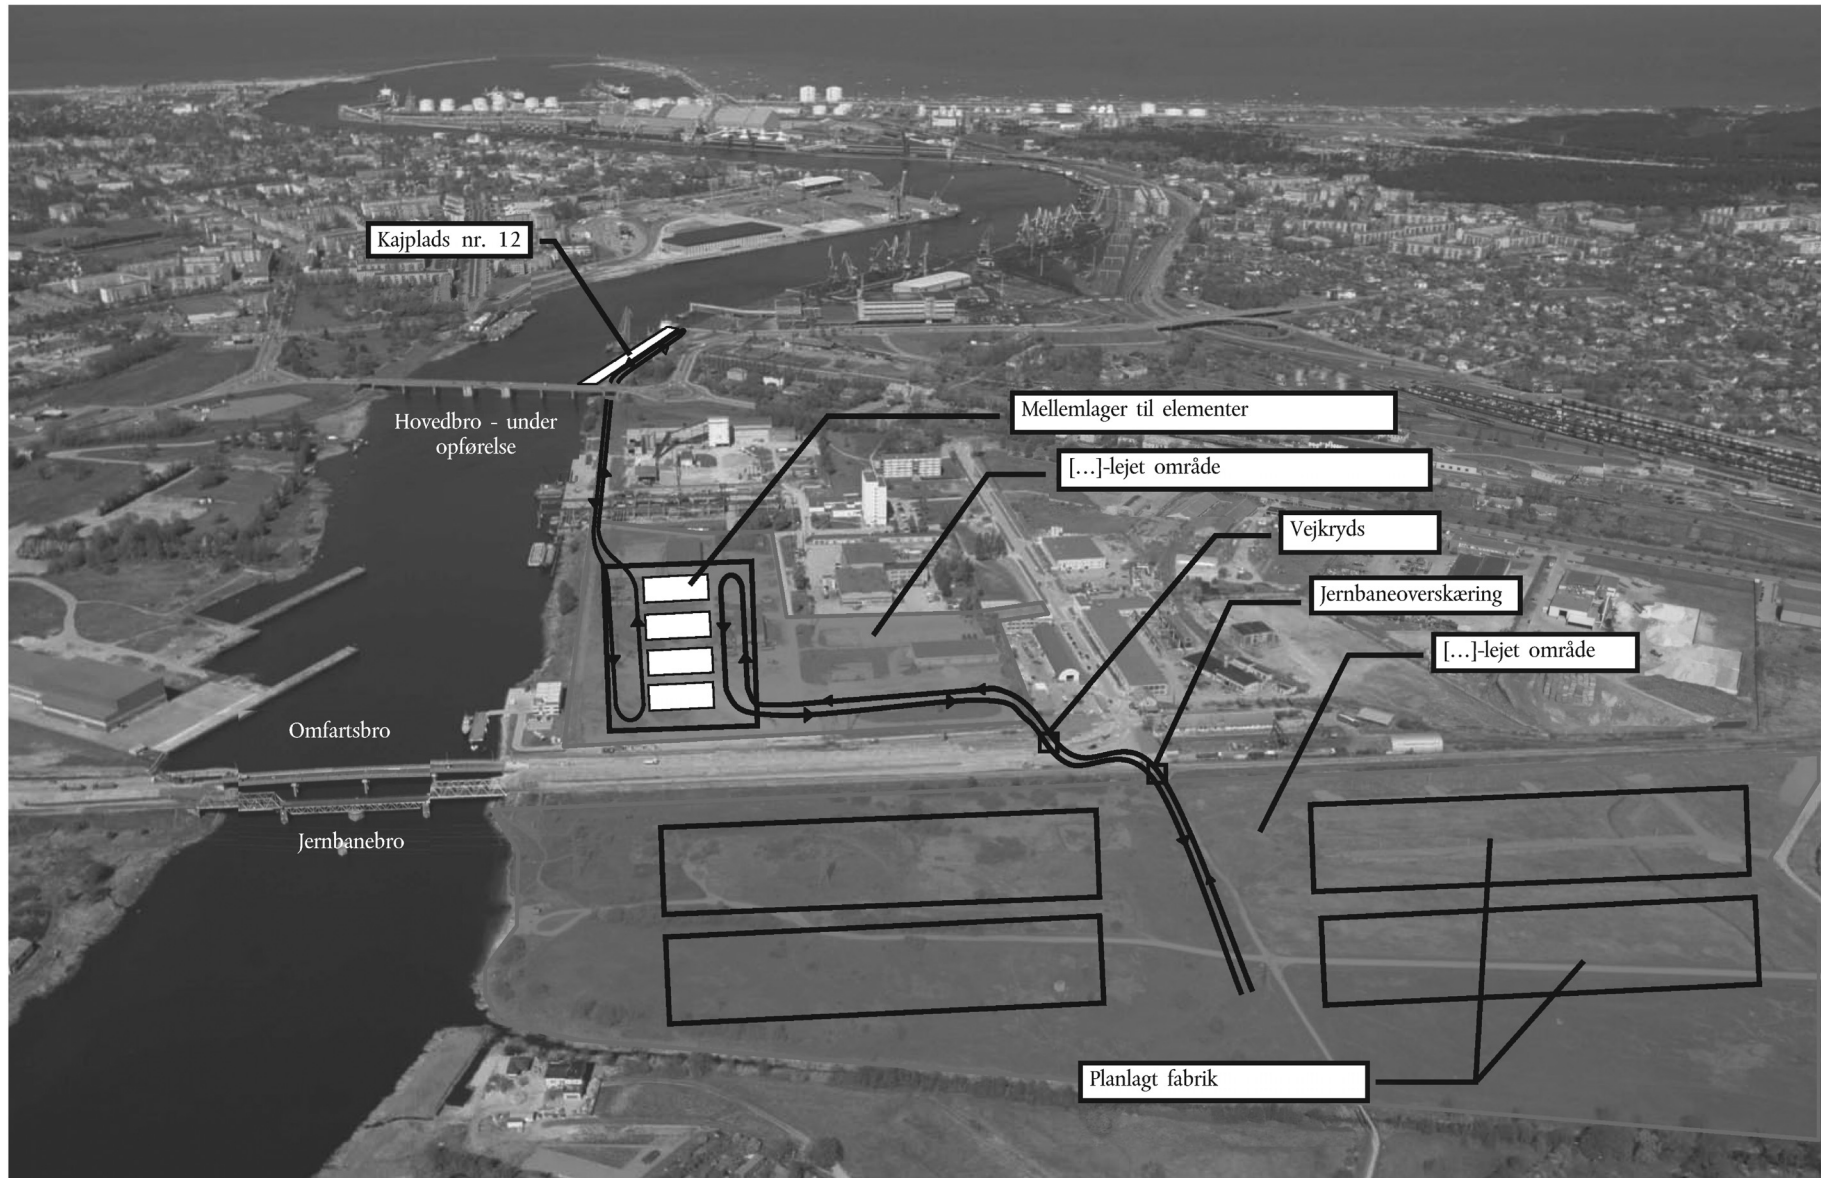 Kajplads nr. 12
Mellemlager til elementer
Hovedbro - under
opførelse
[...]-lejet område
Vejkryds
Jernbaneoverskæring
[...]-lejet område
Omfartsbro
Jernbanebro
Planlagt fabrik